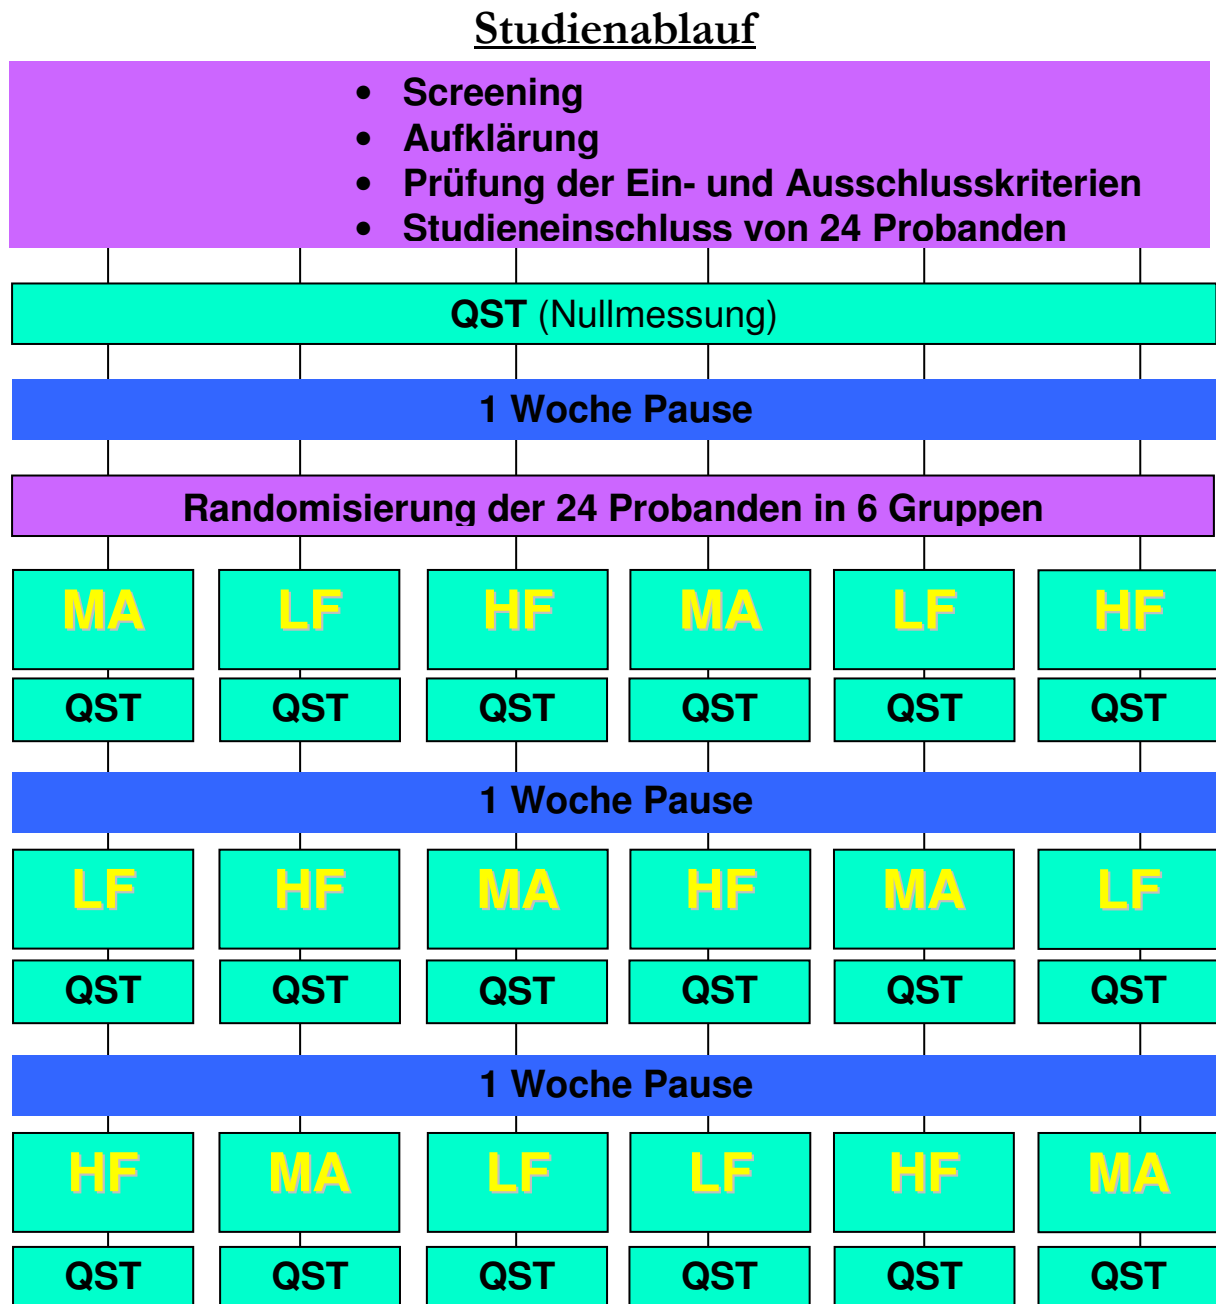 Studienablauf
• Screening
• Aufklärung
• Prüfung der Ein- und Ausschlusskriterien
• Studieneinschluss von 24 Probanden
QST (Nullmessung)
1 Woche Pause
Randomisierung der 24 Probanden in 6 Gruppen
MA LF HF MA LF HF
QST QST QST QST QST QST
1 Woche Pause
LF HF MA HF MA LF
QST QST QST QST QST QST
1 Woche Pause
HF MA LF LF HF MA
QST QST QST QST QST QST